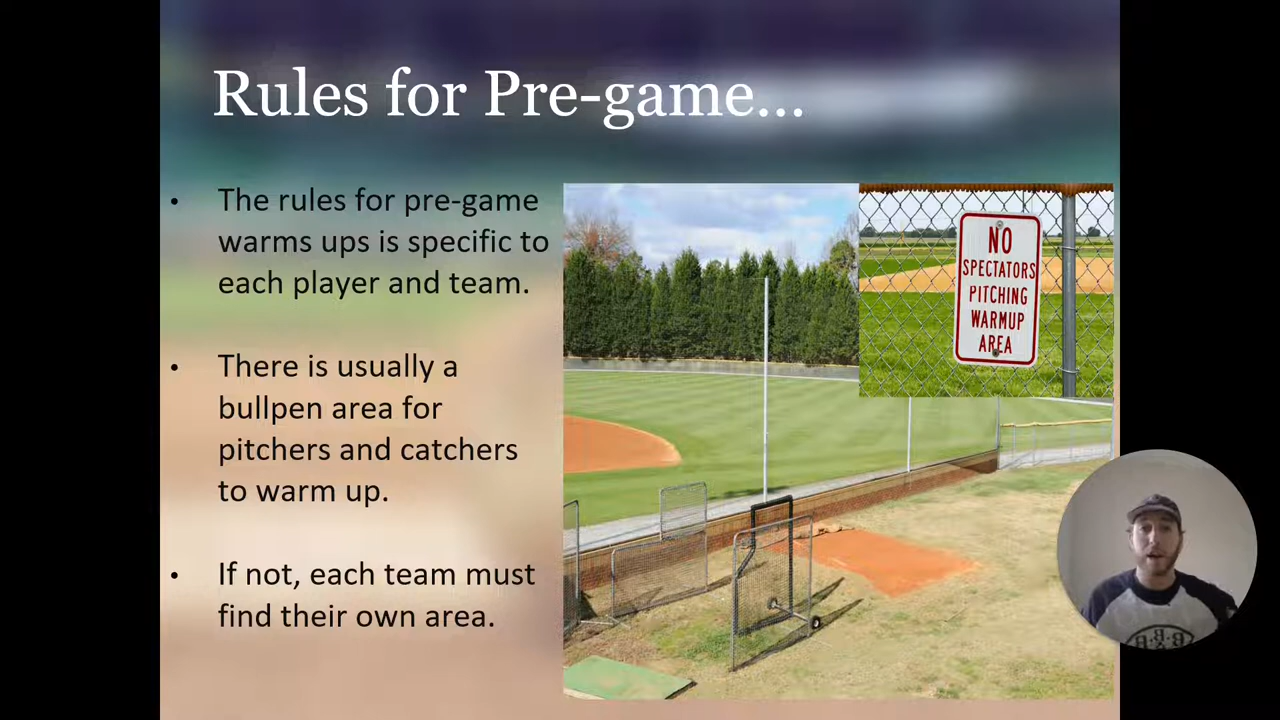 Rules for Pre-game...
• The rules for pre-game
warms ups is specific to
each player and team.
• There is usually a
bullpen area for
pitchers and catchers
to warm up.
• If not, each team must
find their own area.
NO
SPECTATORS
PITCHING
WARMUP
AREA
B·B·B